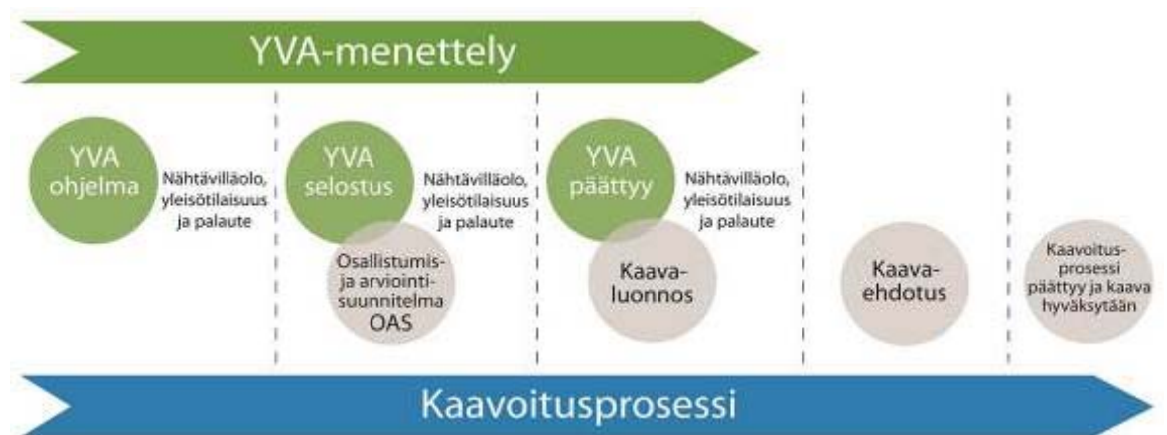 YVA-menettely
YVA
ohjelma
Nähtävilläolo,
yleisötilaisuus
ja palaute
YVA
selostus
Nähtävilläolo,
yleisötilaisuus
ja palaute
Osallistumis-
ja arviointi-
suunnitelma
OAS
YVA
päättyy
Nähtävilläolo,
yleisötilaisuus
ja palaute
Kaava-
luonnos
Kaava-
ehdotus
Kaavoitus-
prosessi
päättyy ja kaava
hyväksytään
Kaavoitusprosessi